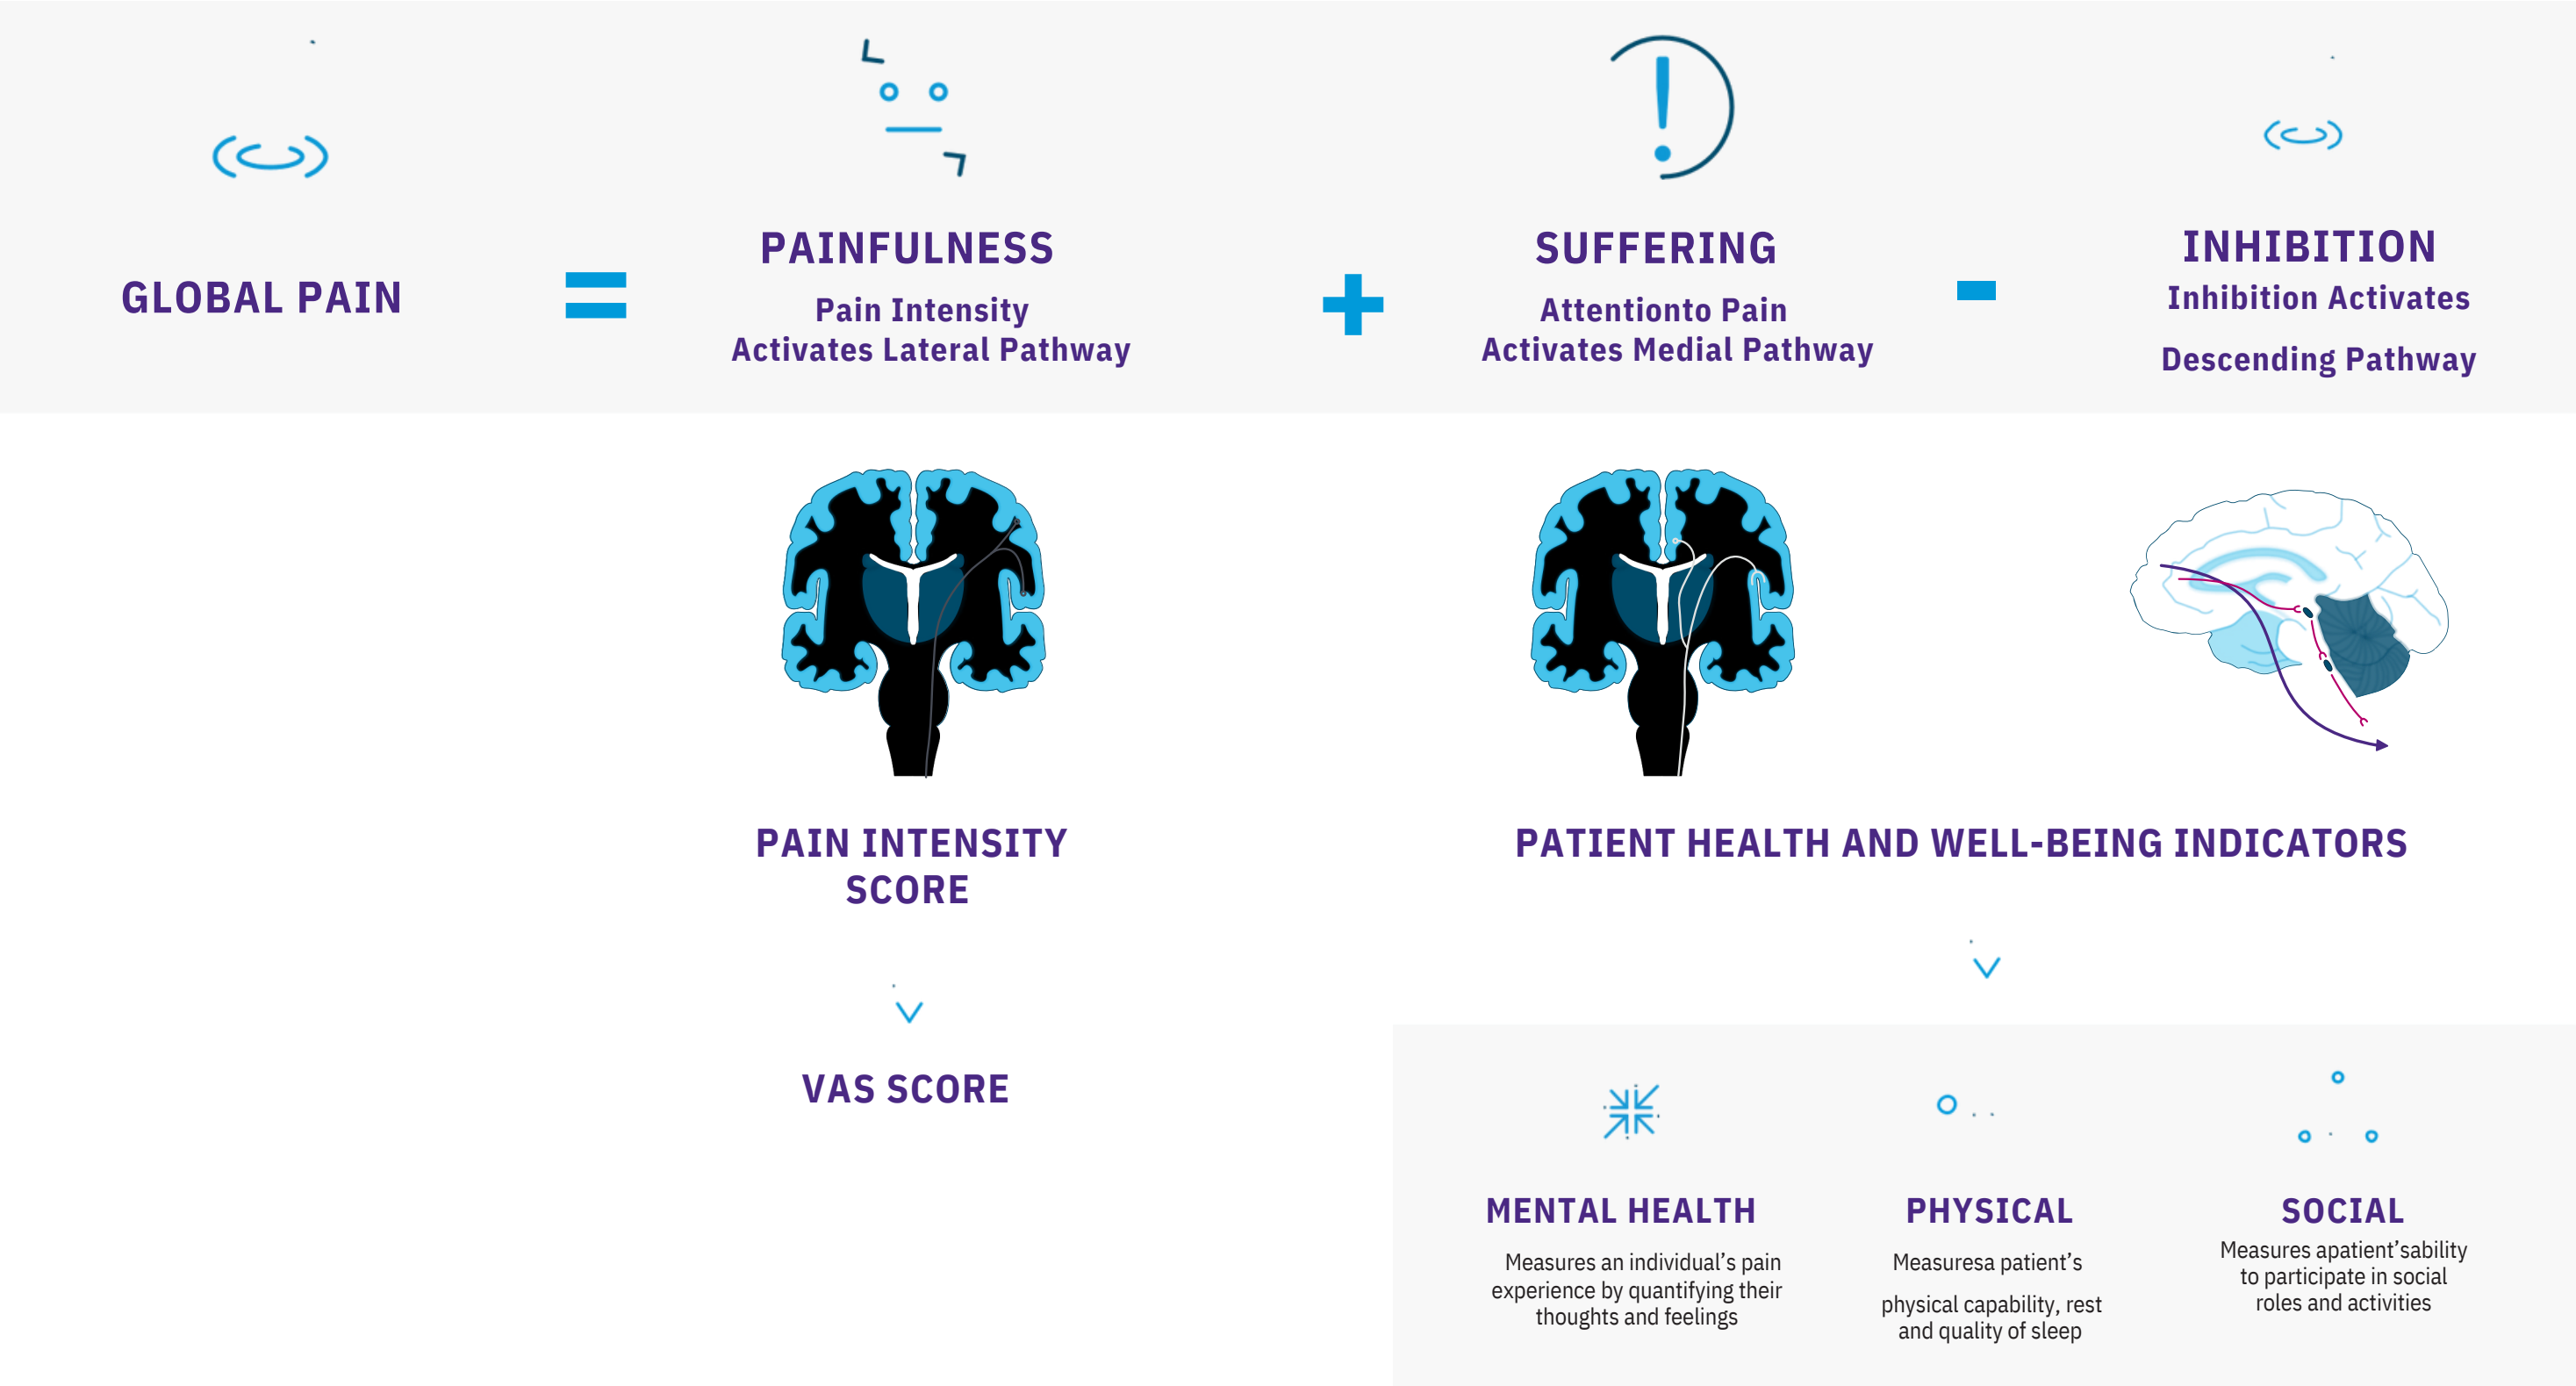 GLOBAL PAIN
=
PAINFULNESS
Pain Intensity
Activates Lateral Pathway
+
SUFFERING
Attentionto Pain
Activates Medial Pathway
-
INHIBITION
Inhibition Activates
Descending Pathway
PAIN INTENSITY
SCORE
VAS SCORE
PATIENT HEALTH AND WELL-BEING INDICATORS
MENTAL HEALTH
Measures an individual’s pain
experience by quantifying their
thoughts and feelings
PHYSICAL
Measuresa patient’s
physical capability, rest
and quality of sleep
SOCIAL
Measures apatient’sability
to participate in social
roles and activities